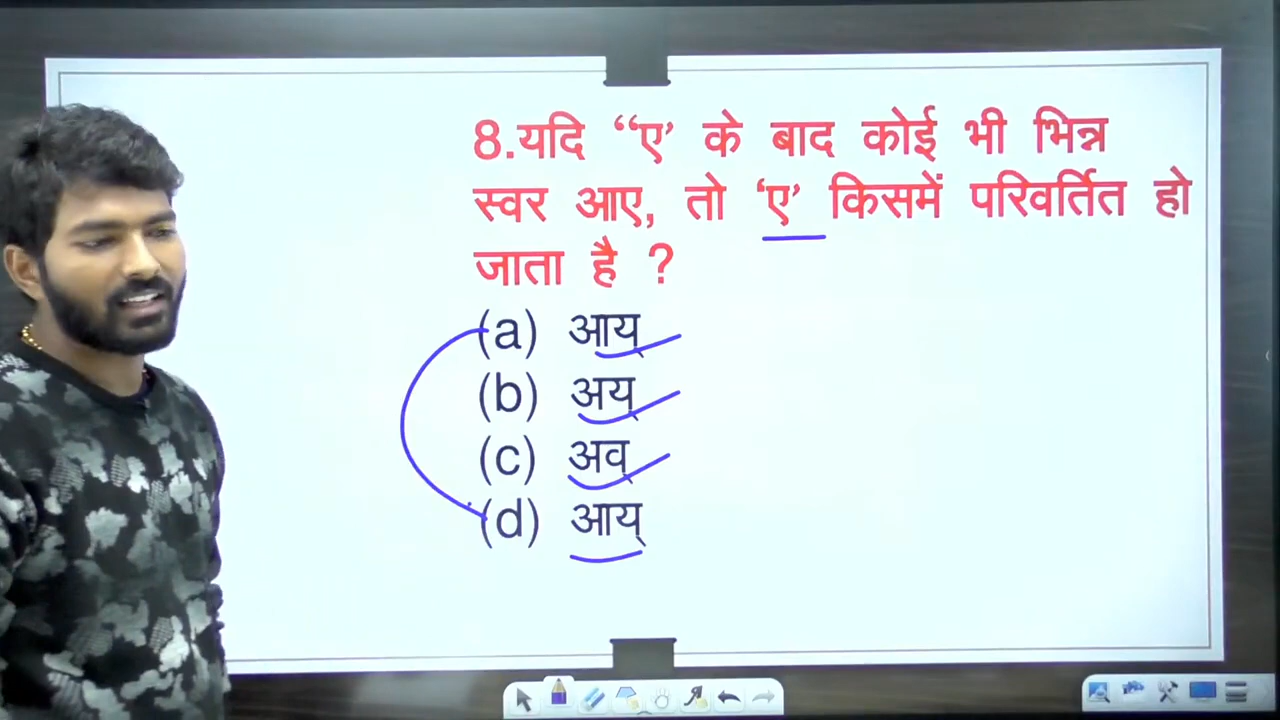 8.यदि “ए’ के बाद कोई भी भिन्न
स्वर आए, तो ‘ए’ किसमें परिवर्तित हो
जाता है ?
(a) आय्
(b) अय्
(c) अव्
(d) आय्